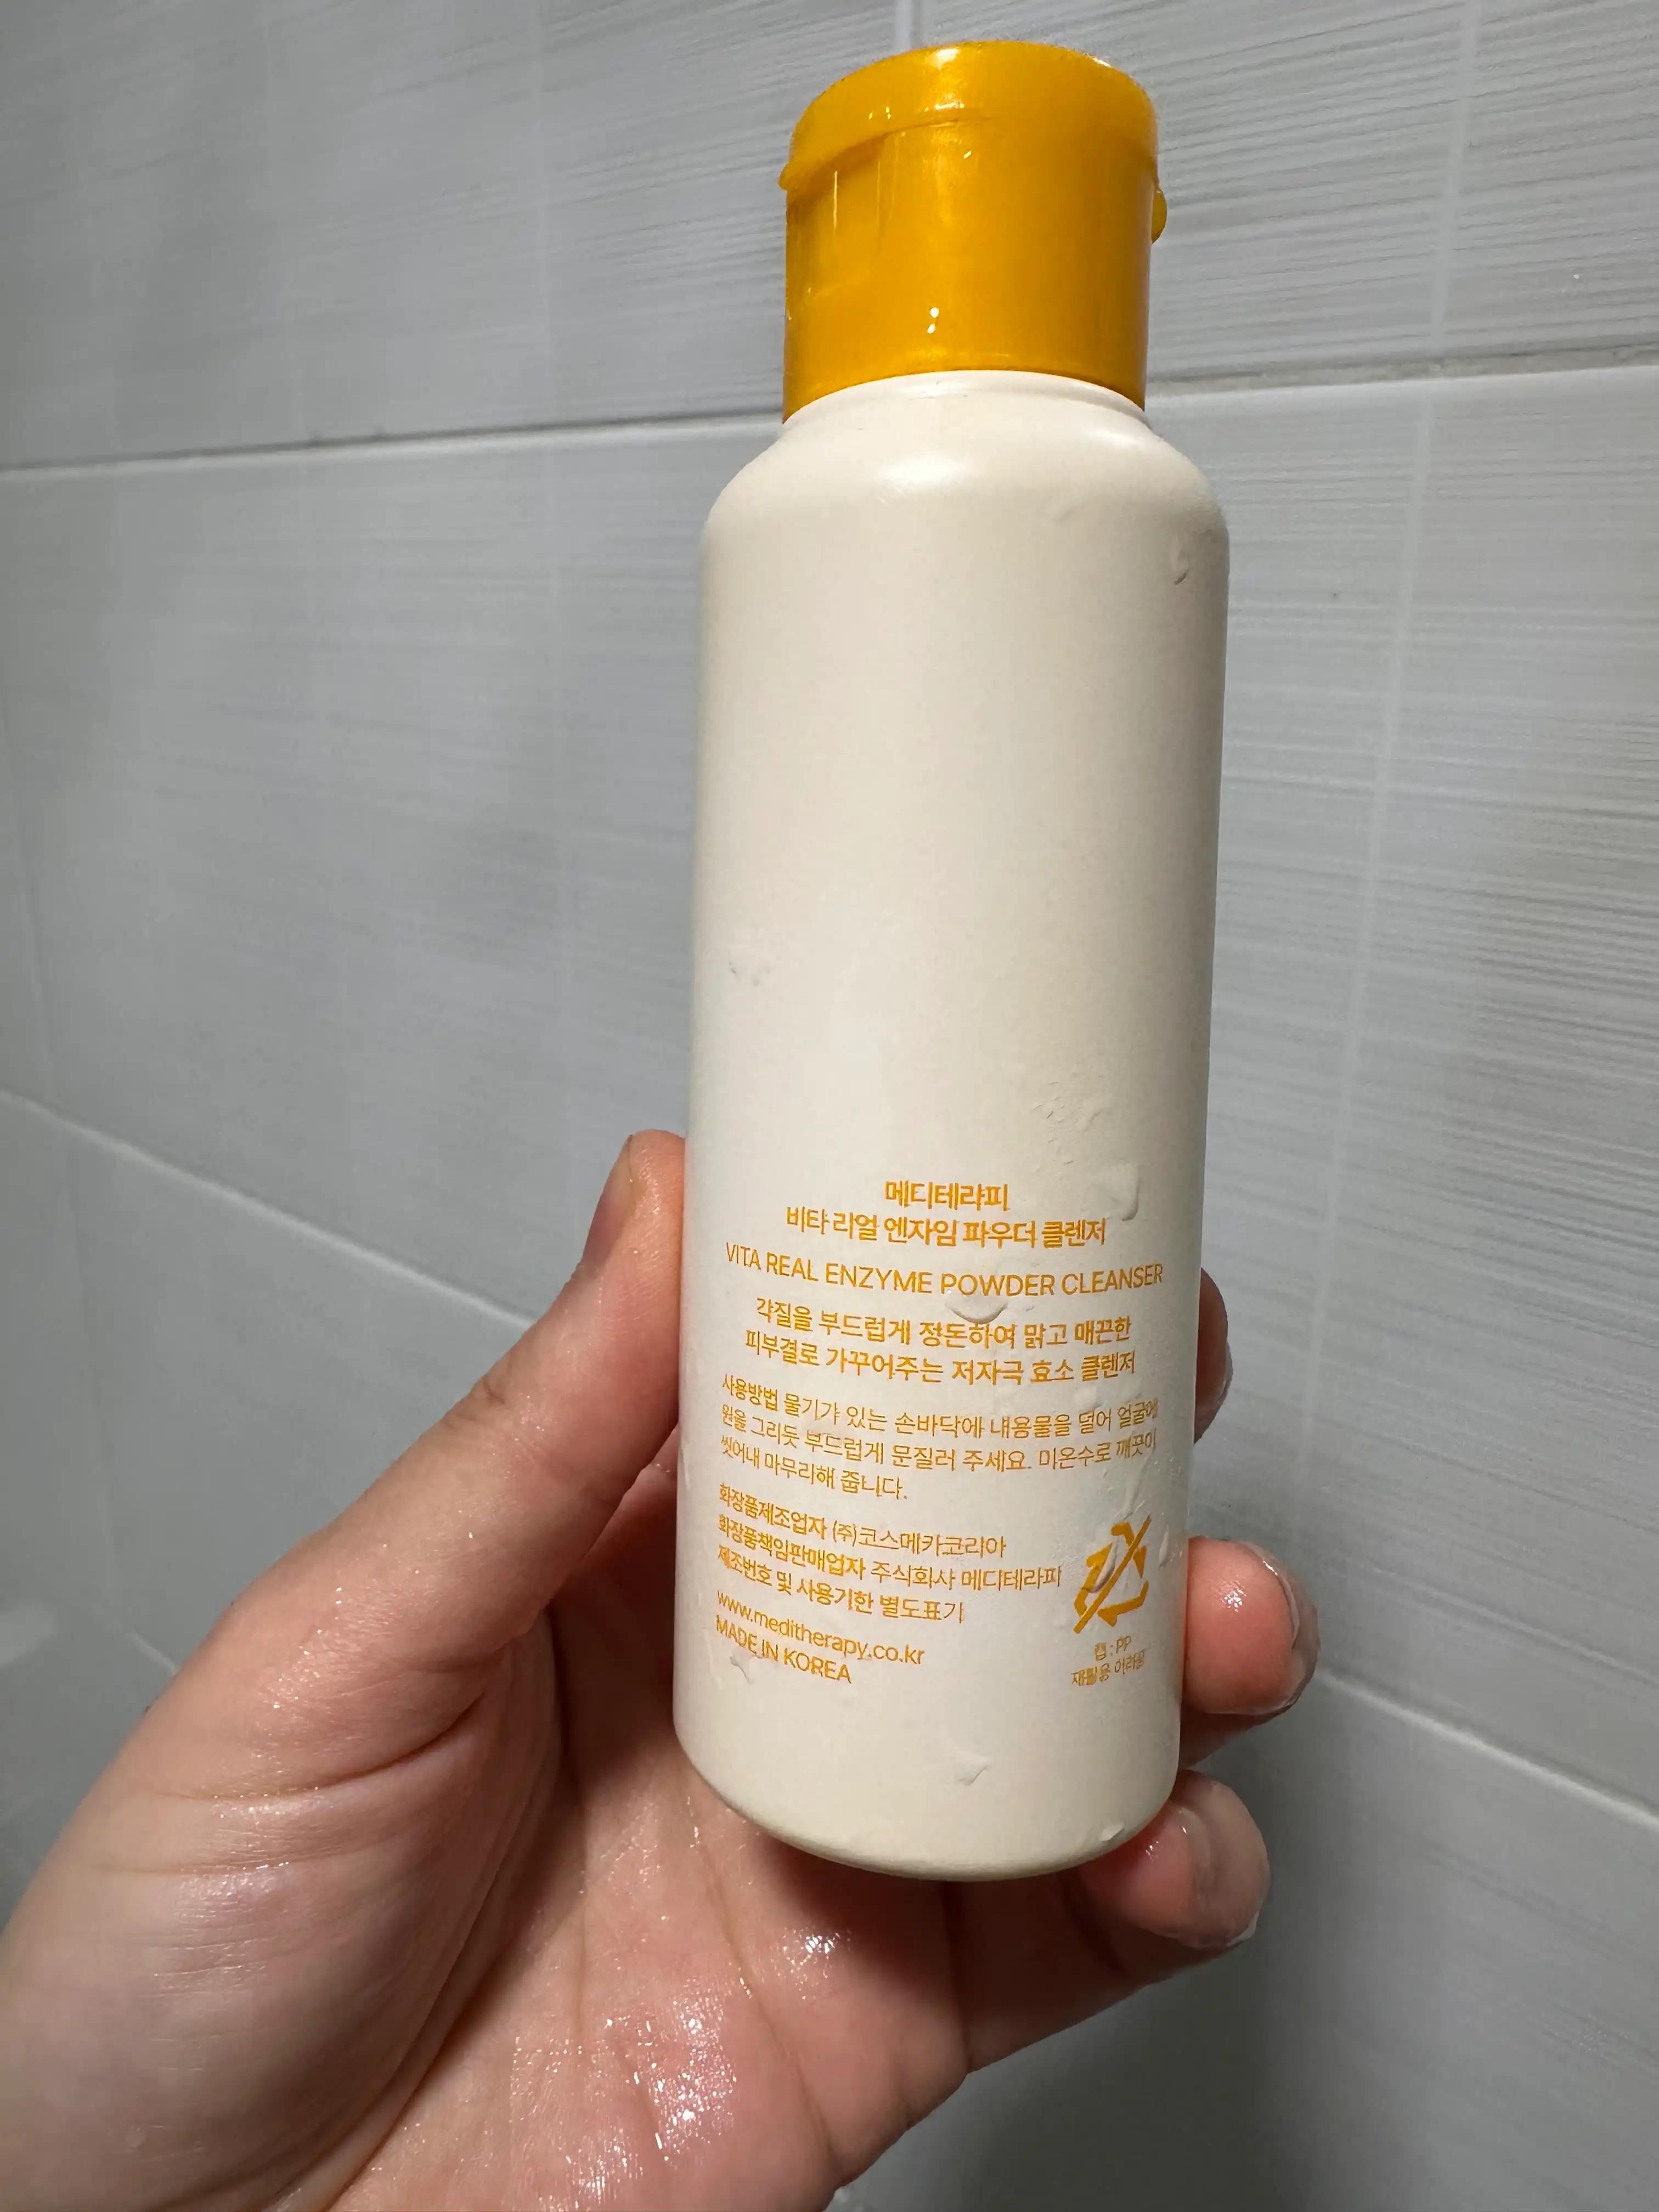 메디테라피
비타 리얼 엔자임 파우더 클렌저
VITA REAL ENZYME POWDER CLEANSER
각질을 부드럽게 정돈하여 맑고 매끈한
피부결로 가꾸어주는 저자극 효소 클렌저
사용방법 물기가 있는 손바닥에 내용물을 덜어 얼굴에
원을 그리듯 부드럽게 문질러 주세요. 미온수로 깨끗이
씻어내 마무리해 줍니다.
화장품제조업자 (주)코스메카코리아
화장품책임판매업자 주식회사 메디테라피
제조번호 및 사용기한 별도표기
www.meditherapy.co.kr
MADE IN KOREA
캡 : PP
재활용 어려움